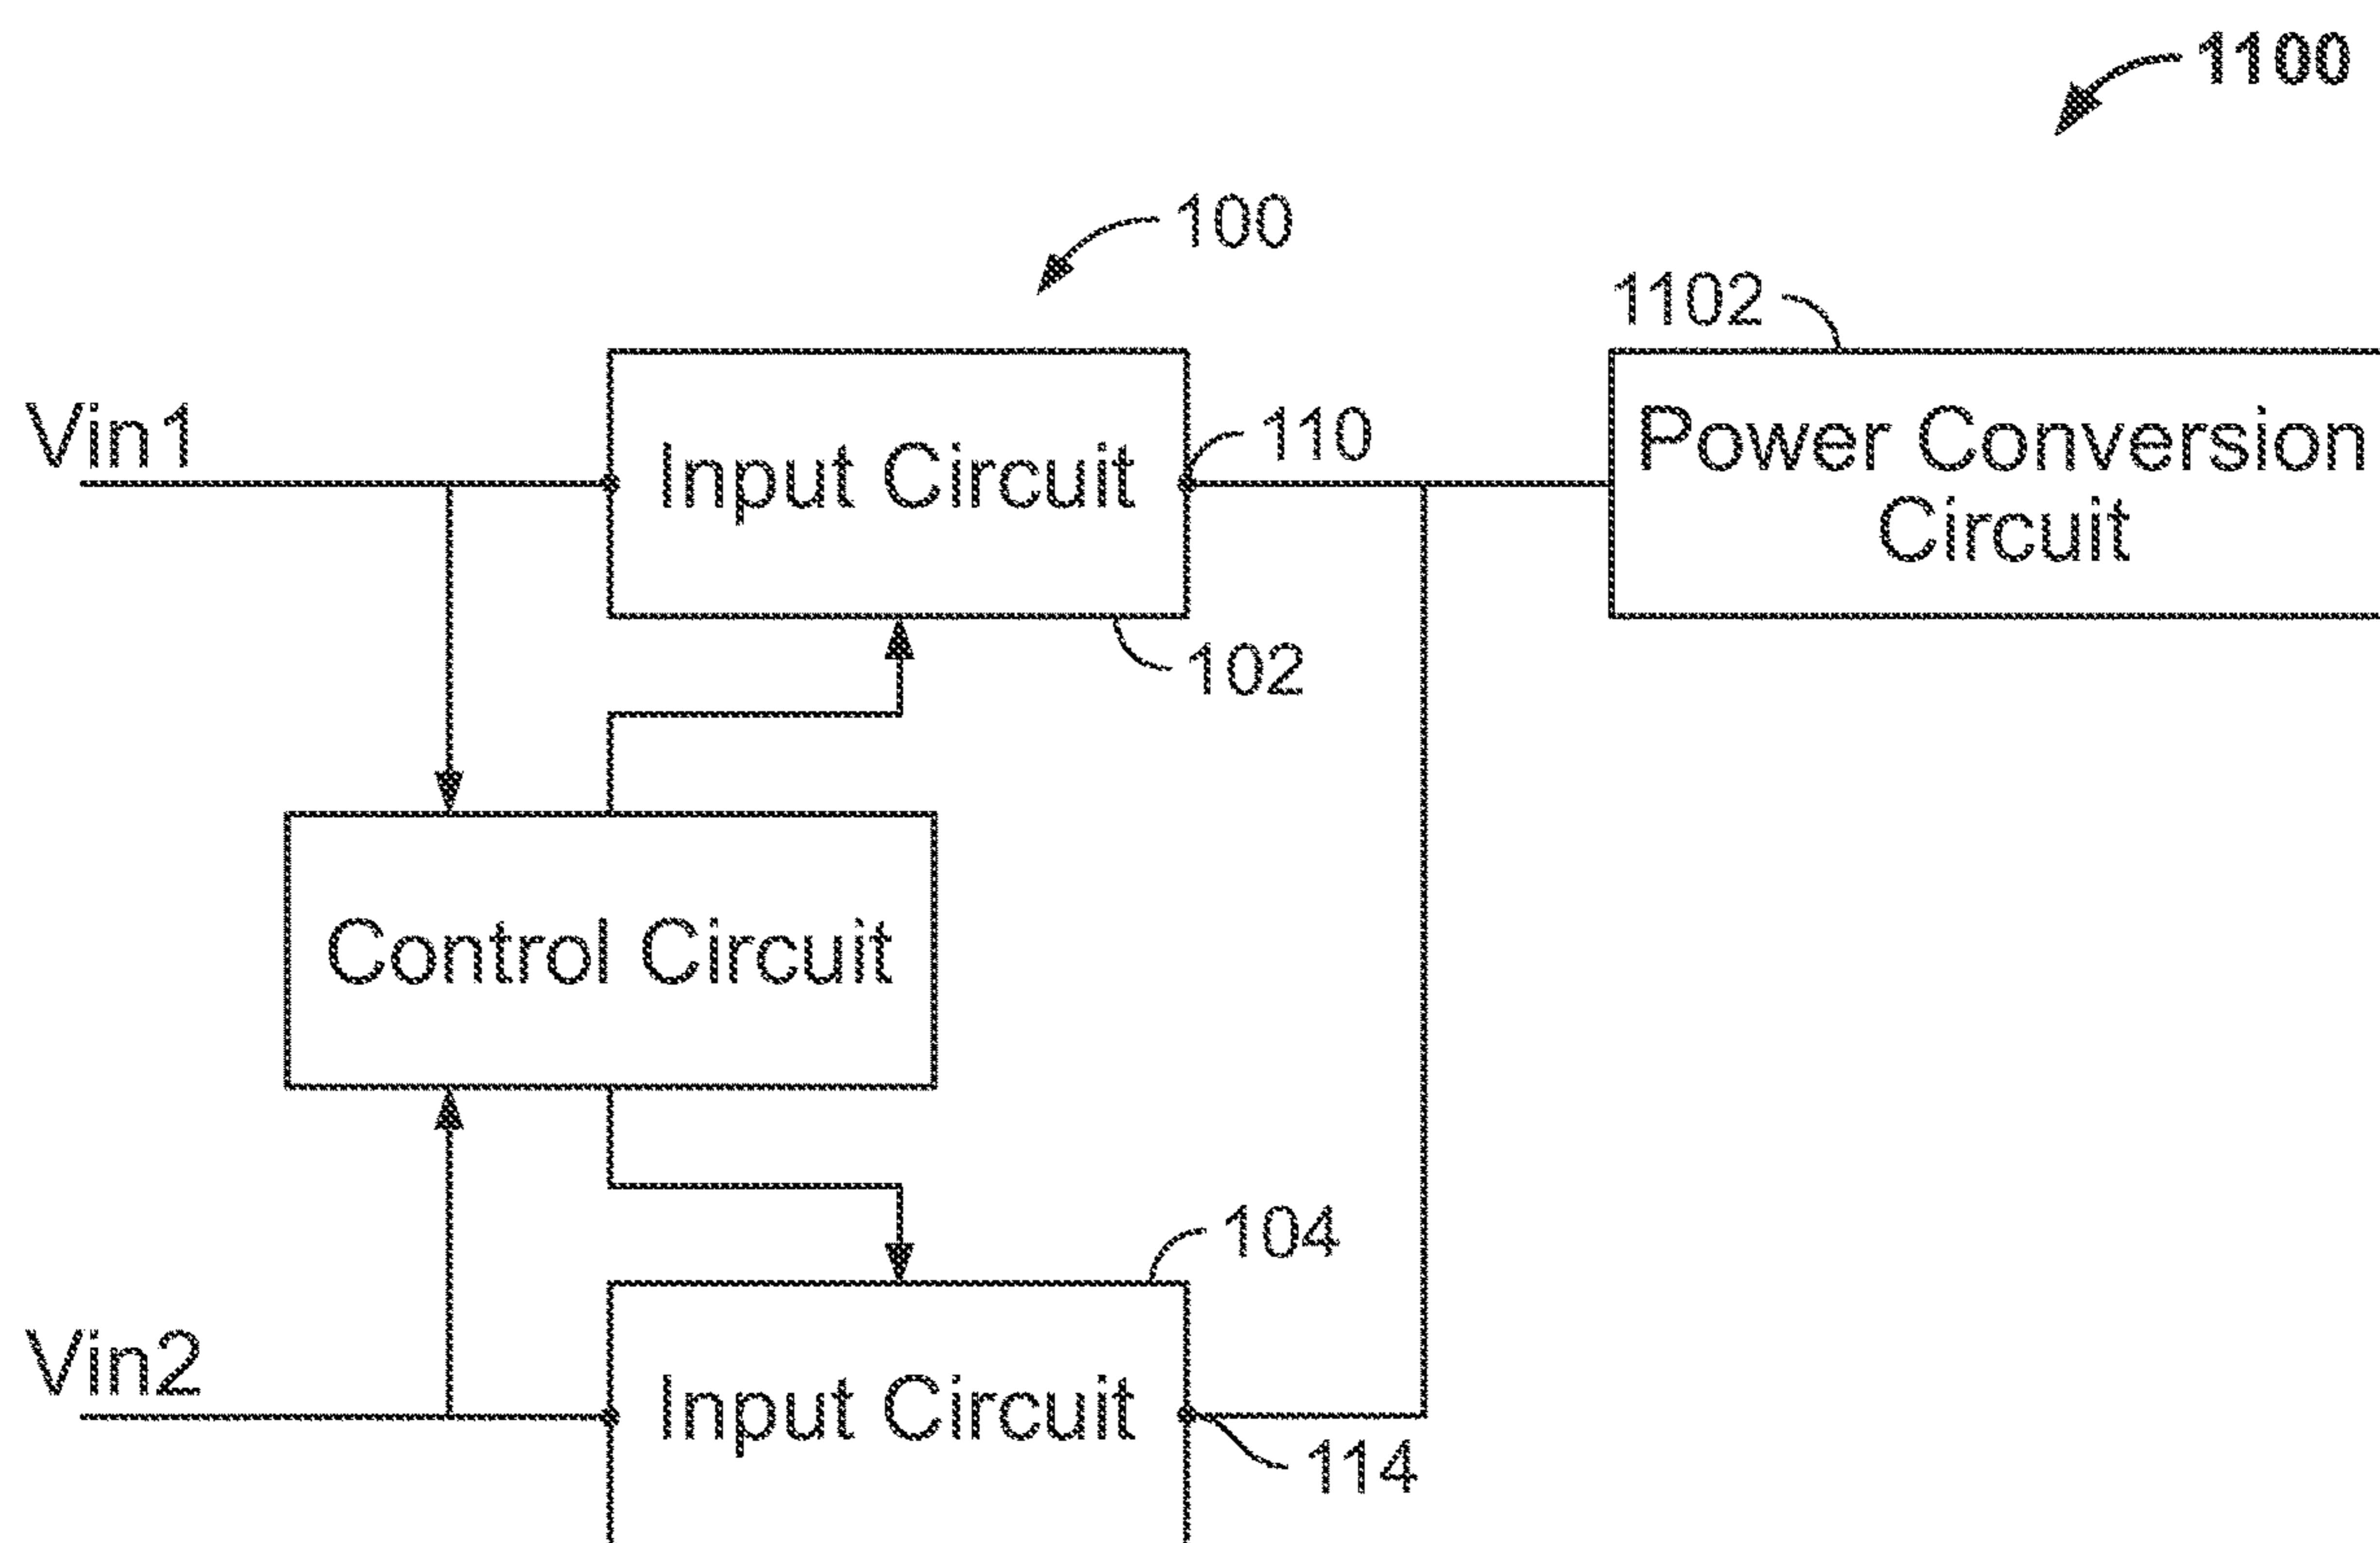 1100
100
1102
Vin1
Input Circuit
110
Power Conversion
Circuit
102
Control Circuit
104
Vin2
Input Circuit
114